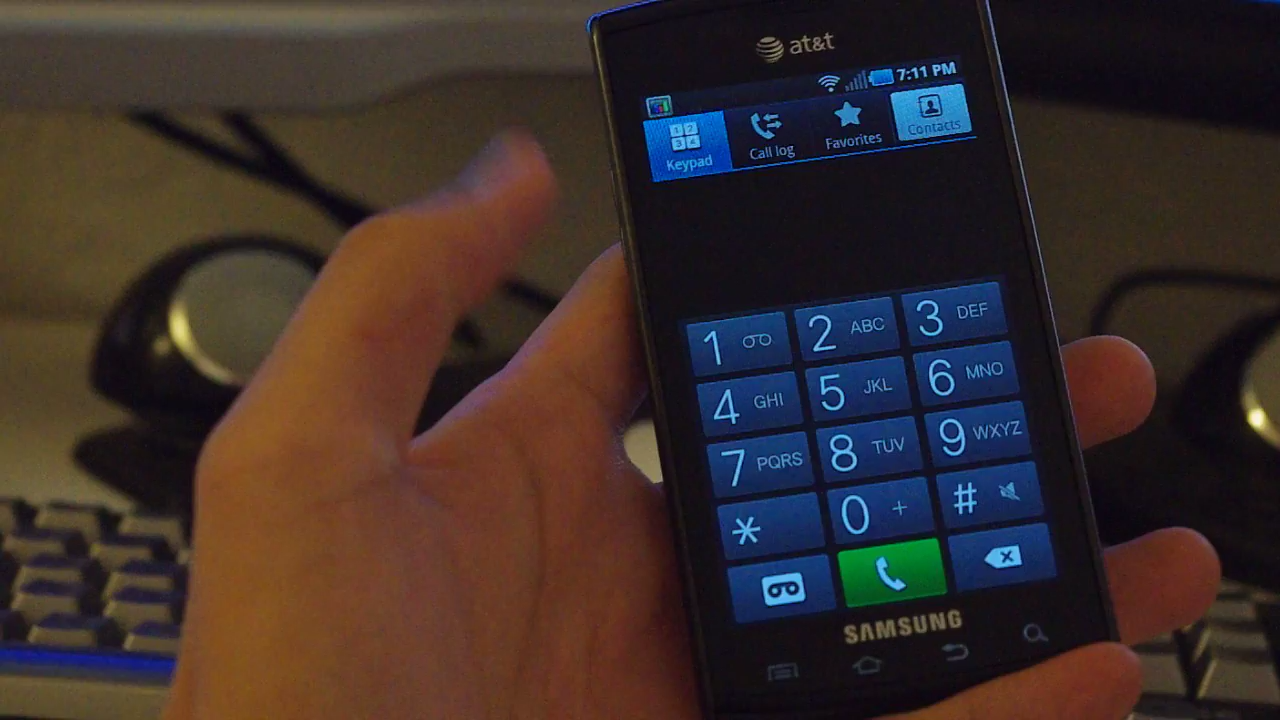 at&t
7:11 PM
Keypad Call log Favorites Contacts
1 2 ABC 3 DEF
4 GHI 5 JKL 6 MNO
7 PQRS 8 TUV 9 WXYZ
* 0 + #
SAMSUNG